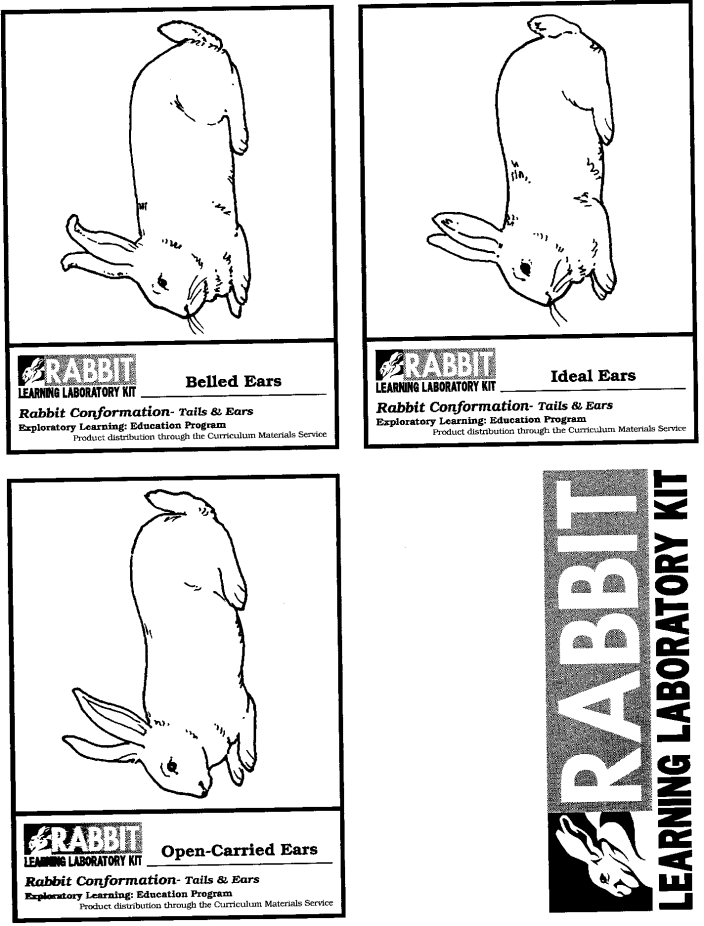 RABBIT
LEARNING LABORATORY KIT
Belled Ears
Rabbit Conformation- Tails & Ears
Exploratory Learning: Education Program
Product distribution through the Curriculum Materials Service
RABBIT
LEARNING LABORATORY KIT
Ideal Ears
Rabbit Conformation- Tails & Ears
Exploratory Learning: Education Program
Product distribution through the Curriculum Materials Service
RABBIT
LEARNING LABORATORY KIT
Open-Carried Ears
Rabbit Conformation- Tails & Ears
Exploratory Learning: Education Program
Product distribution through the Curriculum Materials Service
RABBIT
LEARNING LABORATORY KIT